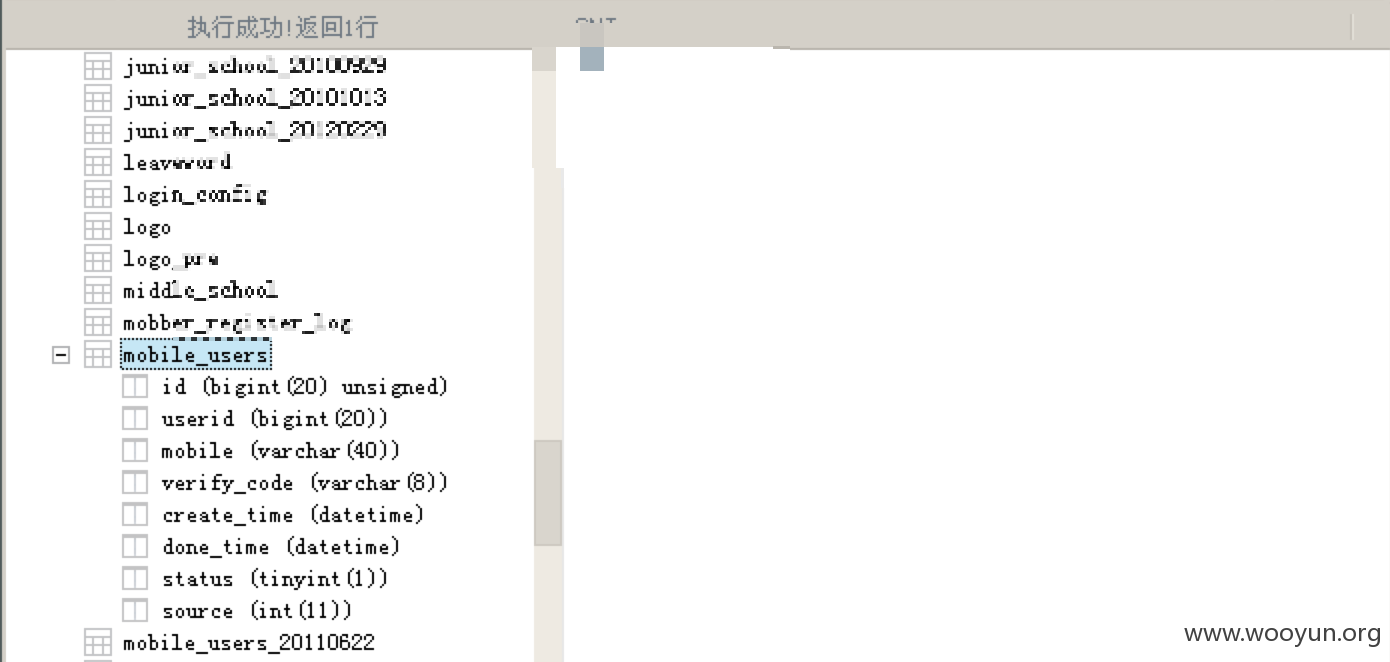 执行成功!返回1行
junior_school_20100929
junior_school_20101013
junior_school_20120229
login_config
logo
logo_pre
middle_school
mobber_register_log
mobile_users
id (bigint(20) unsigned)
userid (bigint(20))
mobile (varchar(40))
verify_code (varchar(8))
create_time (datetime)
done_time (datetime)
status (tinyint(1))
source (int(11))
mobile_users_20110622
www.wooyun.org